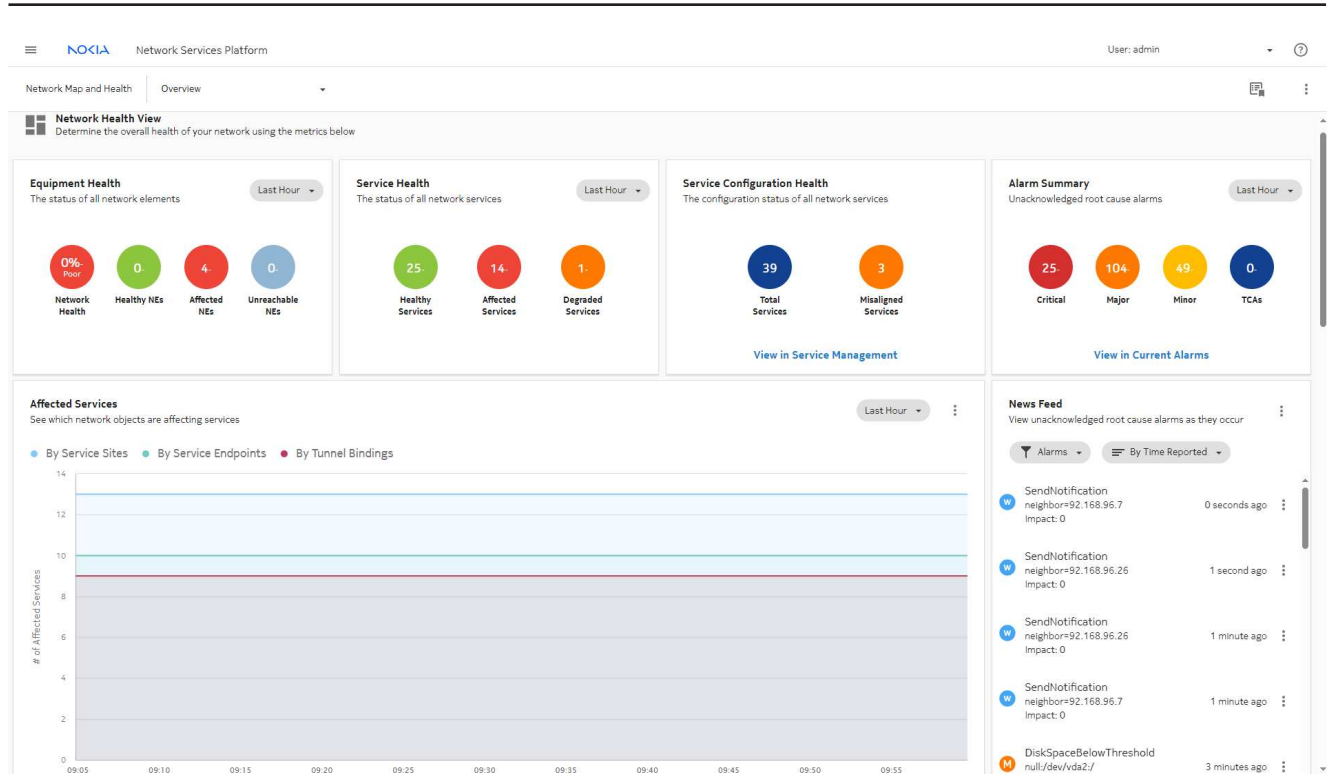 NOKIA Network Services Platform User: admin
Network Map and Health Overview
Network Health View
Determine the overall health of your network using the metrics below
Equipment Health
The status of all network elements
Last Hour
0%-
Poor
Network
Health
0-
Healthy NEs
4-
Affected
NEs
0-
Unreachable
NEs
Service Health
The status of all network services
Last Hour
25-
Healthy
Services
14-
Affected
Services
1-
Degraded
Services
Service Configuration Health
The configuration status of all network services
39
Total
Services
3
Misaligned
Services
View in Service Management
Alarm Summary
Unacknowledged root cause alarms
Last Hour
25-
Critical
104-
Major
49-
Minor
0-
TCAs
View in Current Alarms
Affected Services
See which network objects are affecting services
Last Hour
By Service Sites By Service Endpoints By Tunnel Bindings
# of Affected Services
14
12
10
8
6
4
2
0
09:05 09:10 09:15 09:20 09:25 09:30 09:35 09:40 09:45 09:50 09:55
News Feed
View unacknowledged root cause alarms as they occur
Alarms By Time Reported
W
SendNotification
neighbor=92.168.96.7 0 seconds ago
Impact: 0
W
SendNotification
neighbor=92.168.96.26 1 second ago
Impact: 0
W
SendNotification
neighbor=92.168.96.26 1 minute ago
Impact: 0
W
SendNotification
neighbor=92.168.96.7 1 minute ago
Impact: 0
M
DiskSpaceBelowThreshold
null:/dev/vda2:/ 3 minutes ago